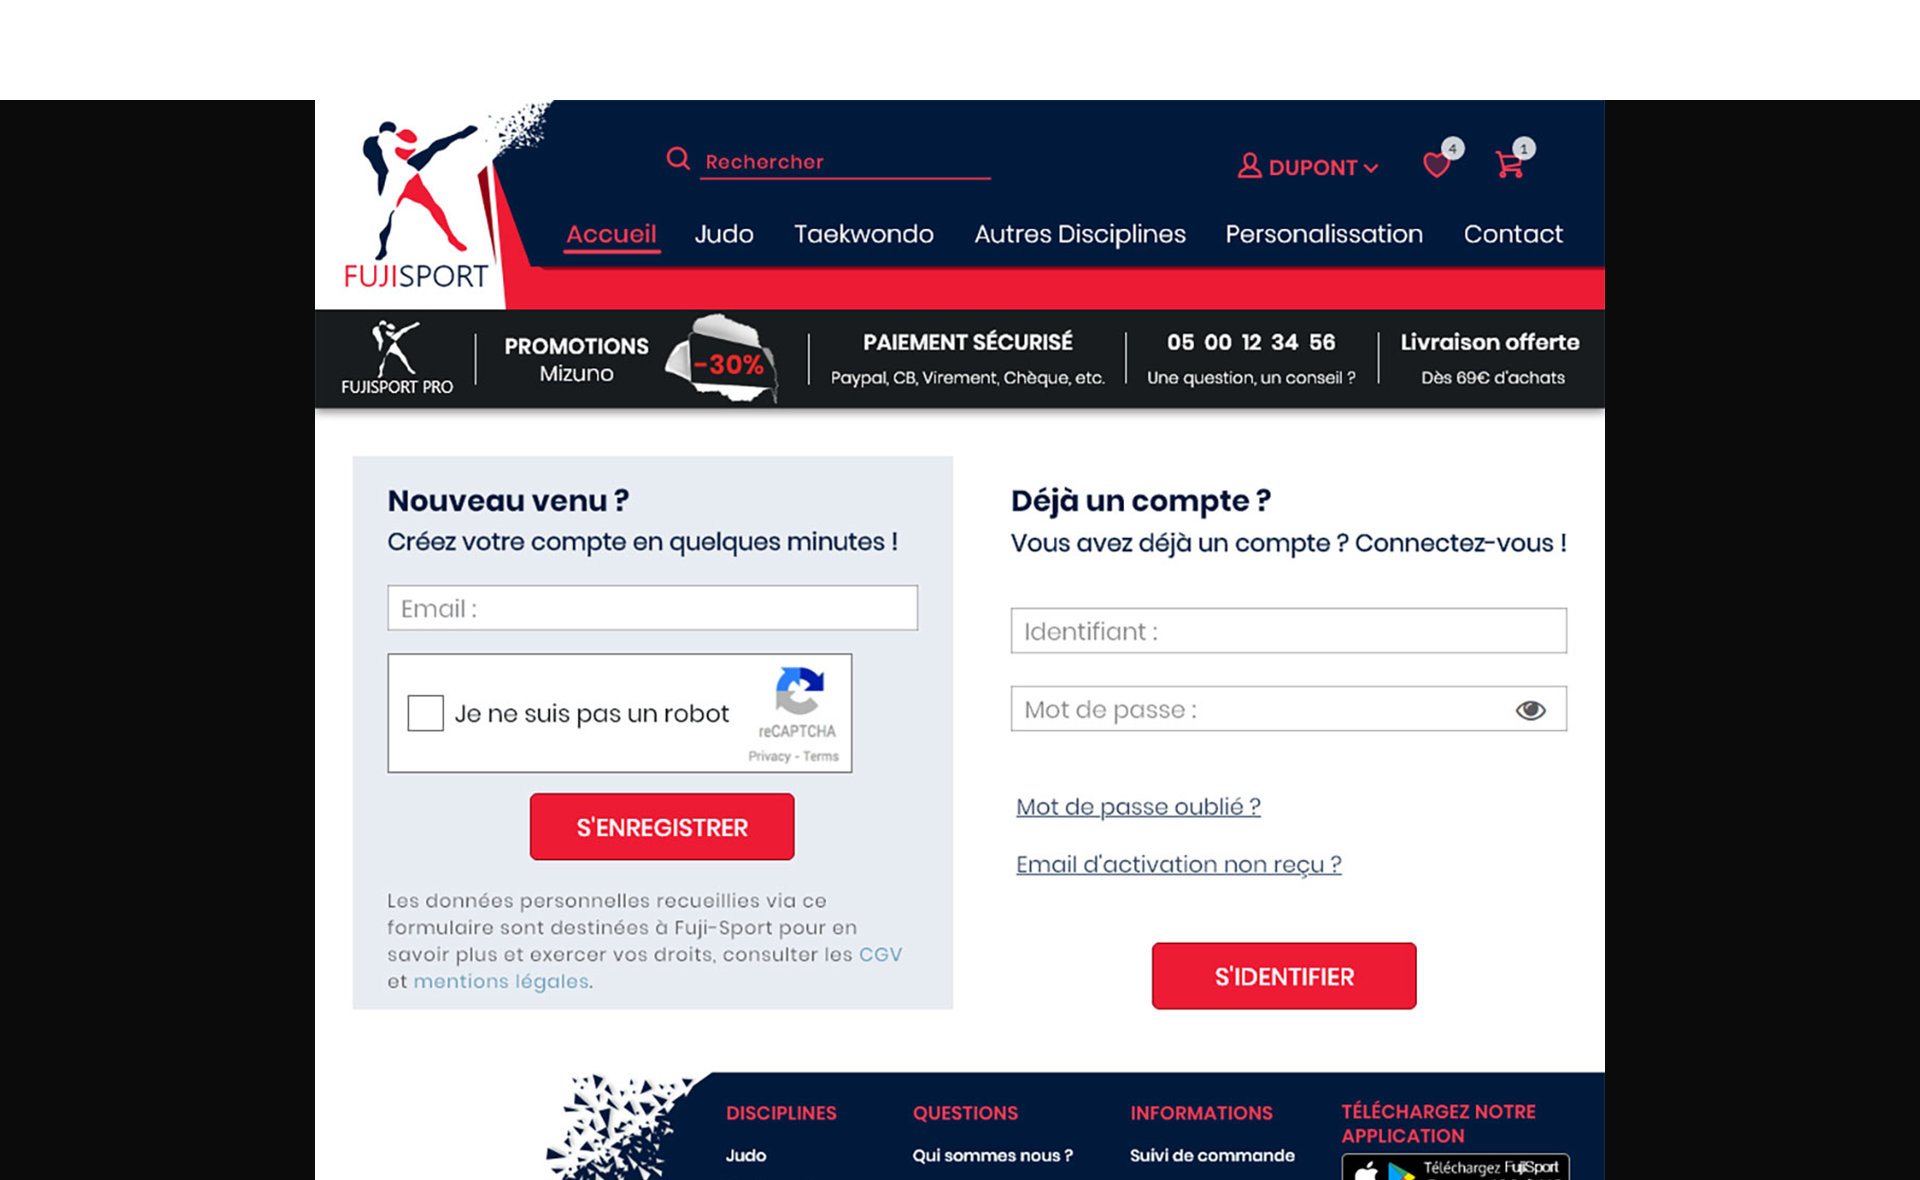 Rechercher
DUPONT
4
1
Accueil
Judo
Taekwondo
Autres Disciplines
Personalissation
Contact
FUJISPORT
FUJISPORT PRO
PROMOTIONS
Mizuno
-30%
PAIEMENT SÉCURISÉ
Paypal, CB, Virement, Chèque, etc.
05 00 12 34 56
Une question, un conseil ?
Livraison offerte
Dès 69€ d'achats
Nouveau venu ?
Créez votre compte en quelques minutes !
Email :
Je ne suis pas un robot
reCAPTCHA
Privacy - Terms
S'ENREGISTRER
Les données personnelles recueillies via ce
formulaire sont destinées à Fuji-Sport pour en
savoir plus et exercer vos droits, consulter les CGV
et mentions légales.
Déjà un compte ?
Vous avez déjà un compte ? Connectez-vous !
Identifiant :
Mot de passe :
Mot de passe oublié ?
Email d'activation non reçu ?
S'IDENTIFIER
DISCIPLINES
Judo
QUESTIONS
Qui sommes nous ?
INFORMATIONS
Suivi de commande
TÉLÉCHARGEZ NOTRE
APPLICATION
Téléchargez FujiSport